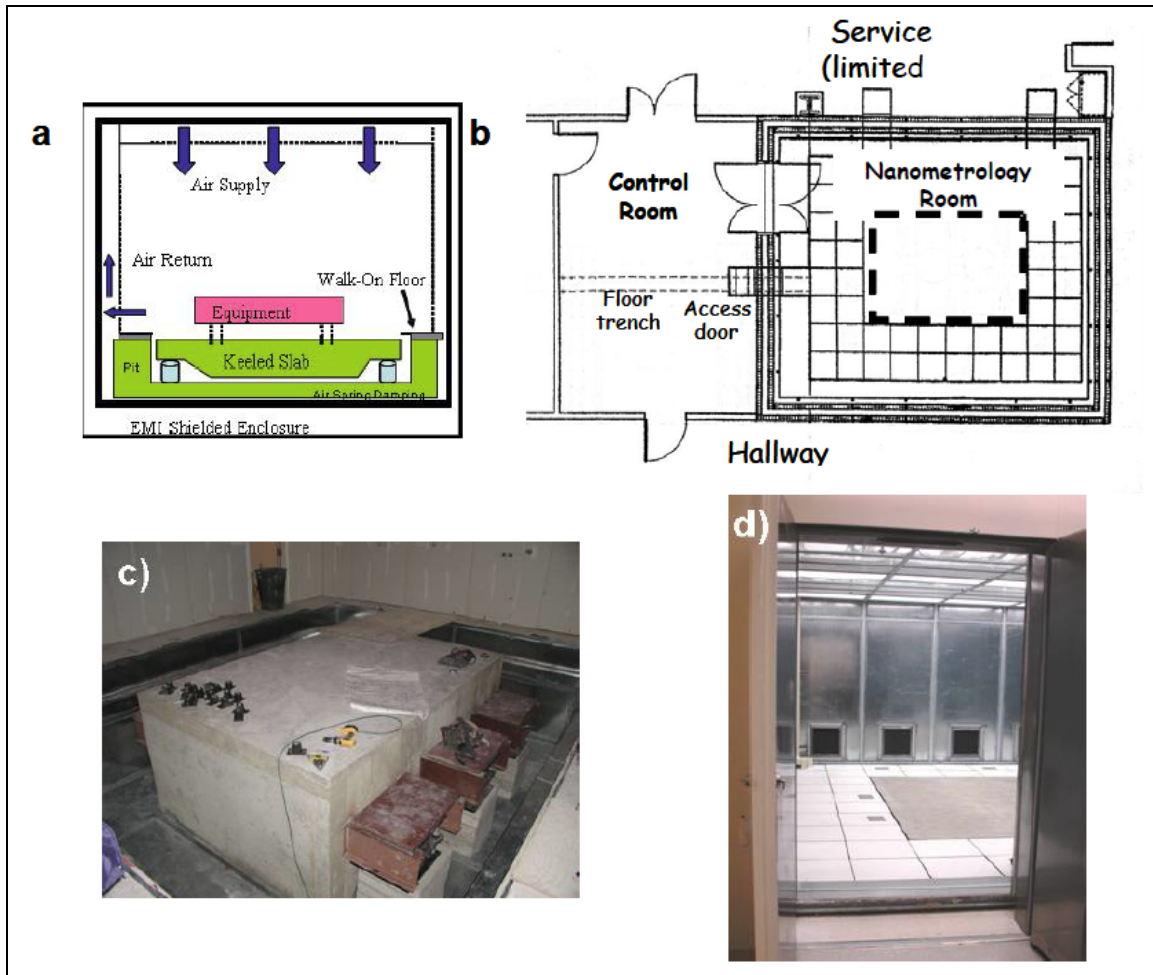 a
Air Supply
Air Return
Walk-On Floor
Equipment
Pit
Keeled Slab
Air Spring Damping
EMI Shielded Enclosure
b
Service
(limited
Control
Room
Nanometrology
Room
Floor
trench
Access
door
Hallway
c)
d)